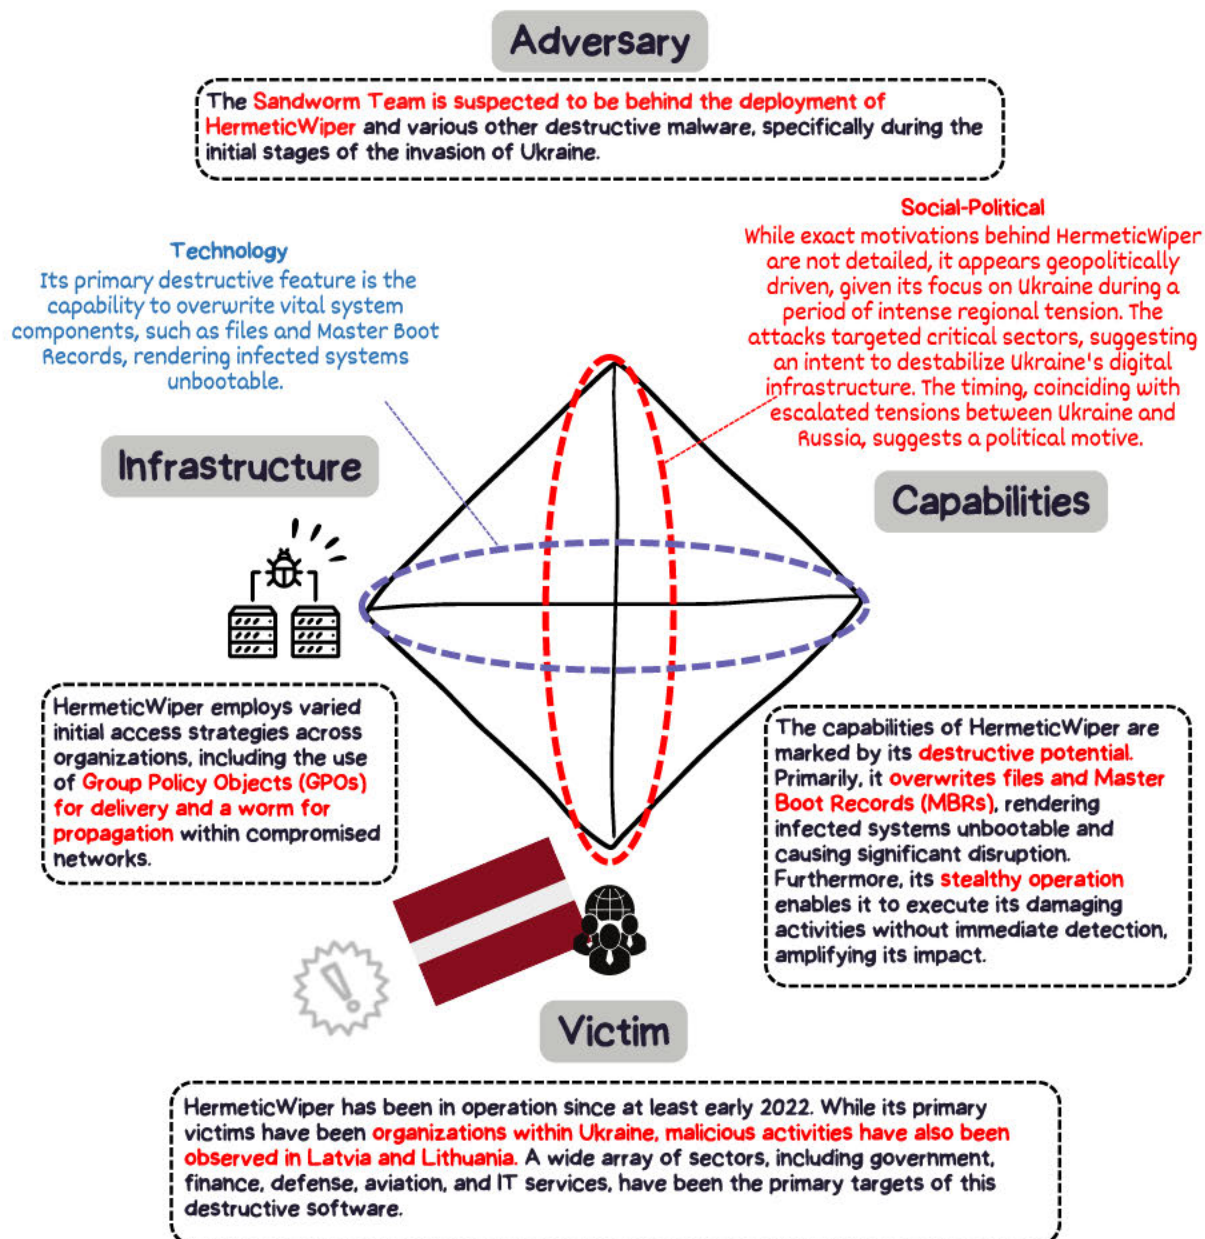 Adversary
The Sandworm Team is suspected to be behind the deployment of
HermeticWiper and various other destructive malware, specifically during the
initial stages of the invasion of Ukraine.
Social-Political
While exact motivations behind HermeticWiper
are not detailed, it appears geopolitically
driven, given its focus on Ukraine during a
period of intense regional tension. The
attacks targeted critical sectors, suggesting
an intent to destabilize Ukraine's digital
infrastructure. The timing, coinciding with
escalated tensions between Ukraine and
Russia, suggests a political motive.
Technology
Its primary destructive feature is the
capability to overwrite vital system
components, such as files and Master Boot
Records, rendering infected systems
unbootable.
Infrastructure
Capabilities
HermeticWiper employs varied
initial access strategies across
organizations, including the use
of Group Policy Objects (GPOs)
for delivery and a worm for
propagation within compromised
networks.
The capabilities of HermeticWiper are
marked by its destructive potential.
Primarily, it overwrites files and Master
Boot Records (MBRs), rendering
infected systems unbootable and
causing significant disruption.
Furthermore, its stealthy operation
enables it to execute its damaging
activities without immediate detection,
amplifying its impact.
Victim
HermeticWiper has been in operation since at least early 2022. While its primary
victims have been organizations within Ukraine, malicious activities have also been
observed in Latvia and Lithuania. A wide array of sectors, including government,
finance, defense, aviation, and IT services, have been the primary targets of this
destructive software.